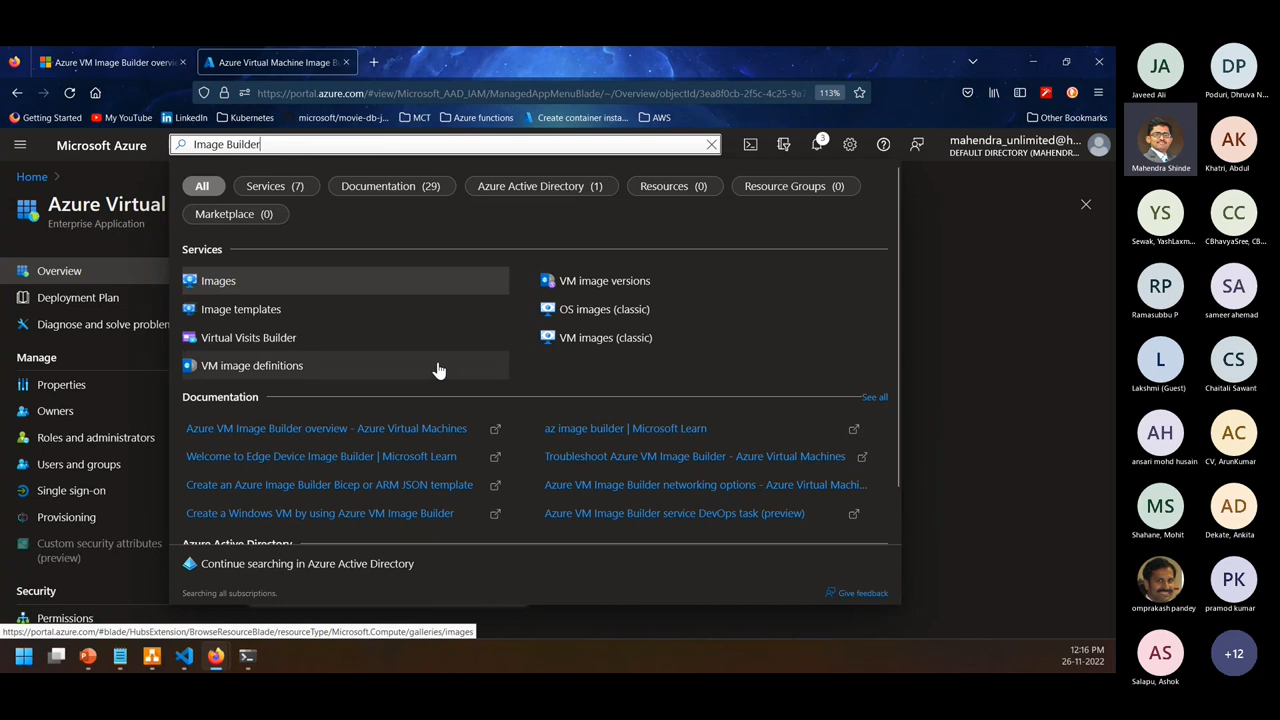 Azure VM Image Builder overvi
Azure Virtual Machine Image B
https://portal.azure.com/#view/Microsoft_AAD_IAM/ManagedAppMenuBlade/~/Overview/objectId/3ea8f0cb-2f5c-4c25-9a7
113%
Getting Started
My YouTube
LinkedIn
Kubernetes
microsoft/movie-db-j...
MCT
Azure functions
Create container insta...
AWS
Other Bookmarks
Microsoft Azure
Image Builder
3
mahendra_unlimited@h...
DEFAULT DIRECTORY (MAHENDR...
Home
Azure Virtual
Enterprise Application
Overview
Deployment Plan
Diagnose and solve problen
Manage
Properties
Owners
Roles and administrators
Users and groups
Single sign-on
Provisioning
Custom security attributes
(preview)
Security
Permissions
All
Services (7)
Documentation (29)
Azure Active Directory (1)
Resources (0)
Resource Groups (0)
Marketplace (0)
Services
Images
VM image versions
Image templates
OS images (classic)
Virtual Visits Builder
VM images (classic)
VM image definitions
Documentation
See all
Azure VM Image Builder overview - Azure Virtual Machines
az image builder | Microsoft Learn
Welcome to Edge Device Image Builder | Microsoft Learn
Troubleshoot Azure VM Image Builder - Azure Virtual Machines
Create an Azure Image Builder Bicep or ARM JSON template
Azure VM Image Builder networking options - Azure Virtual Machi...
Create a Windows VM by using Azure VM Image Builder
Azure VM Image Builder service DevOps task (preview)
Azure Active Directory
Continue searching in Azure Active Directory
Searching all subscriptions.
Give feedback
https://portal.azure.com/#blade/HubsExtension/BrowseResourceBlade/resourceType/Microsoft.Compute/galleries/images
12:16 PM
26-11-2022
JA
Javeed Ali
DP
Poduri, Dhruva N...
Mahendra Shinde
AK
Khatri, Abdul
YS
Sewak, YashLaxm...
CC
CBhavyaSree, CB...
RP
Ramasubbu P
SA
sameer ahemad
L
Lakshmi (Guest)
CS
Chaitali Sawant
AH
ansari mohd husain
AC
CV, ArunKumar
MS
Shahane, Mohit
AD
Dekate, Ankita
omprakash pandey
PK
pramod kumar
AS
Salapu, Ashok
+12